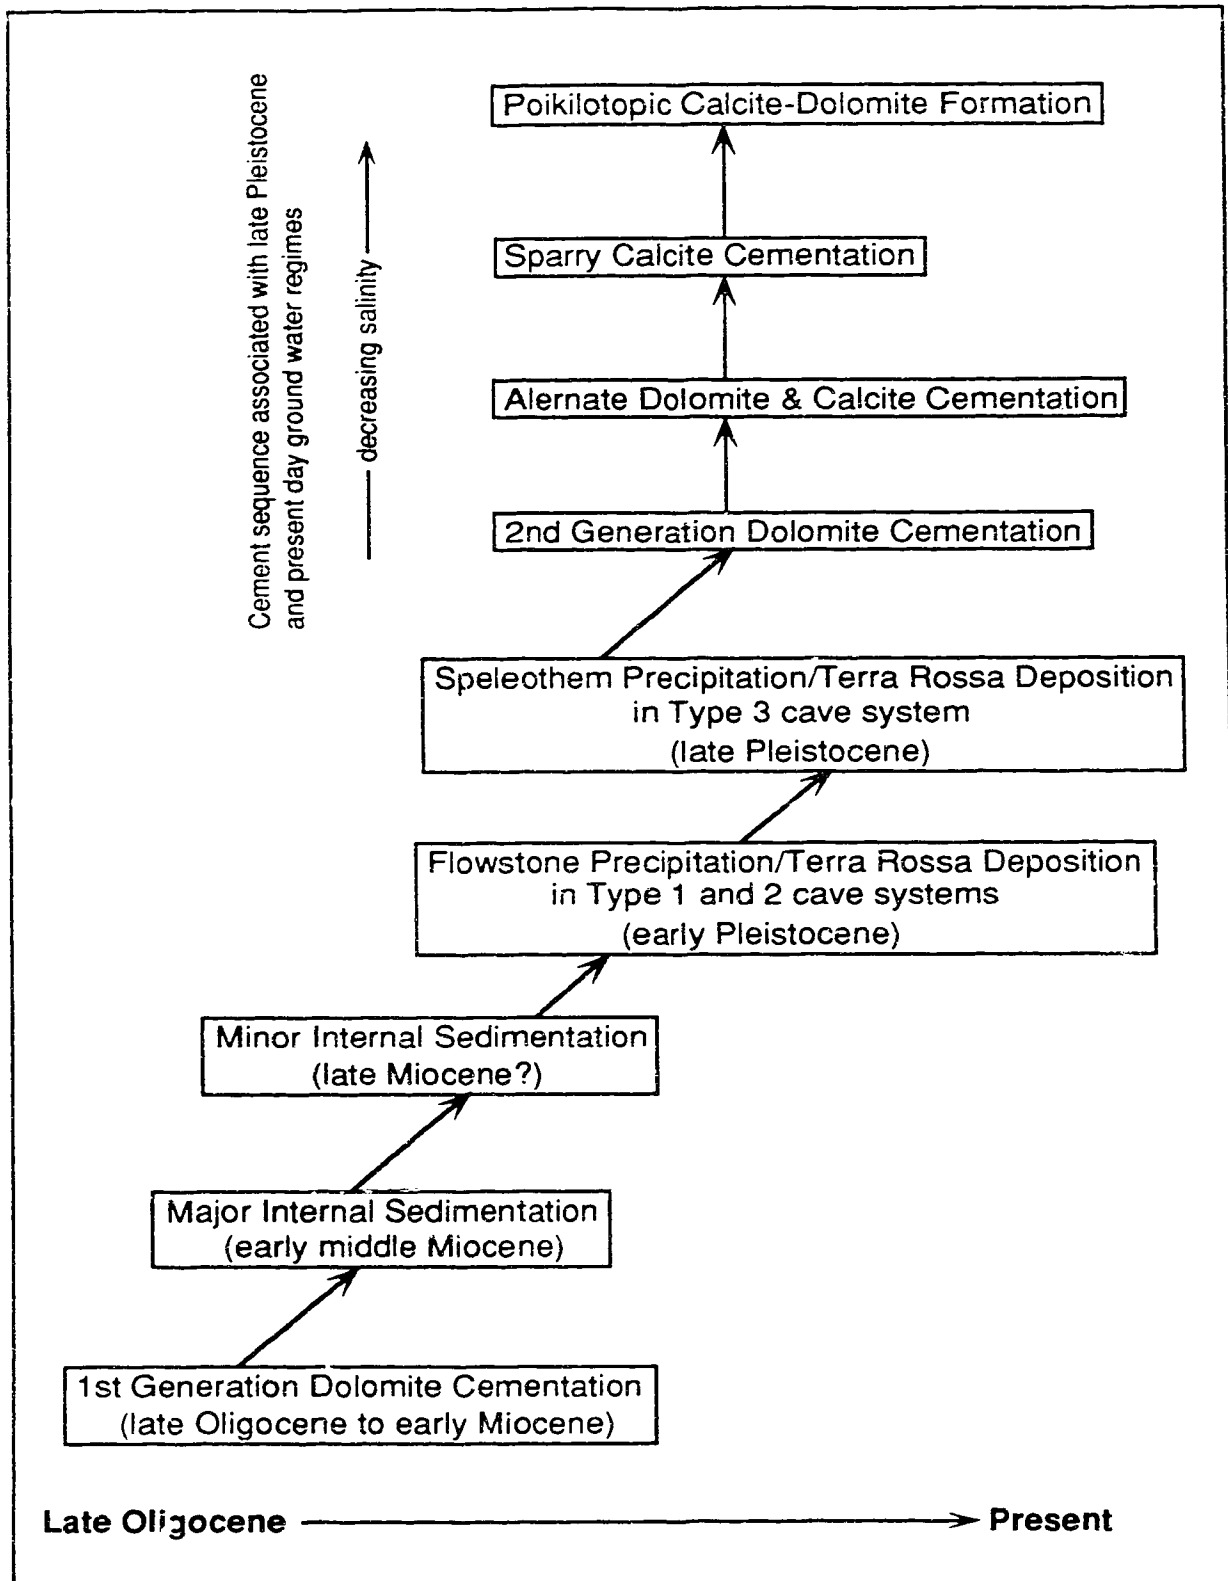 Cement sequence associated with late Pleistocene
and present day ground water regimes
decreasing salinity
Poikilotopic Calcite-Dolomite Formation
Sparry Calcite Cementation
Alernate Dolomite & Calcite Cementation
2nd Generation Dolomite Cementation
Speleothem Precipitation/Terra Rossa Deposition
in Type 3 cave system
(late Pleistocene)
Flowstone Precipitation/Terra Rossa Deposition
in Type 1 and 2 cave systems
(early Pleistocene)
Minor Internal Sedimentation
(late Miocene?)
Major Internal Sedimentation
(early middle Miocene)
1st Generation Dolomite Cementation
(late Oligocene to early Miocene)
Late Oligocene
Present